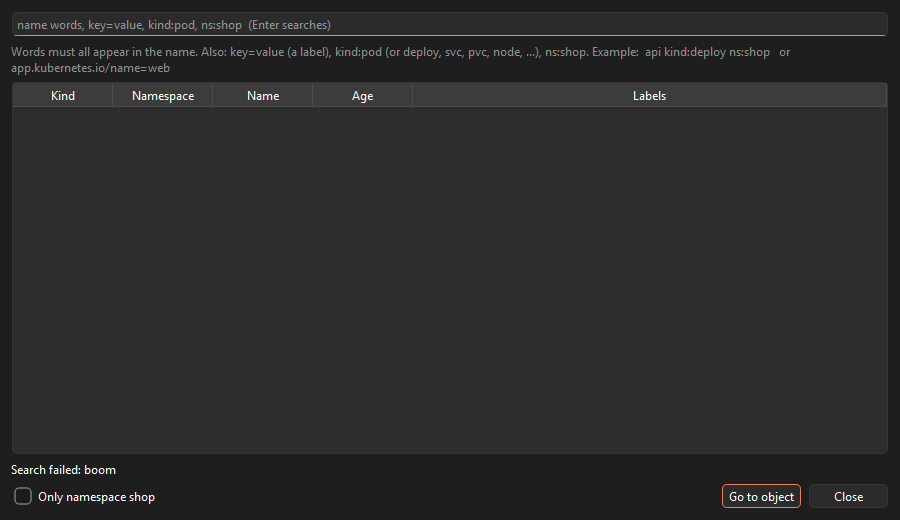 name words, key=value, kind:pod, ns:shop  (Enter searches)
Words must all appear in the name. Also: key=value (a label), kind:pod (or deploy, svc, pvc, node, ...), ns:shop. Example:  api kind:deploy ns:shop   or
app.kubernetes.io/name=web
Kind Namespace Name Age Labels
Search failed: boom
Only namespace shop Go to object Close